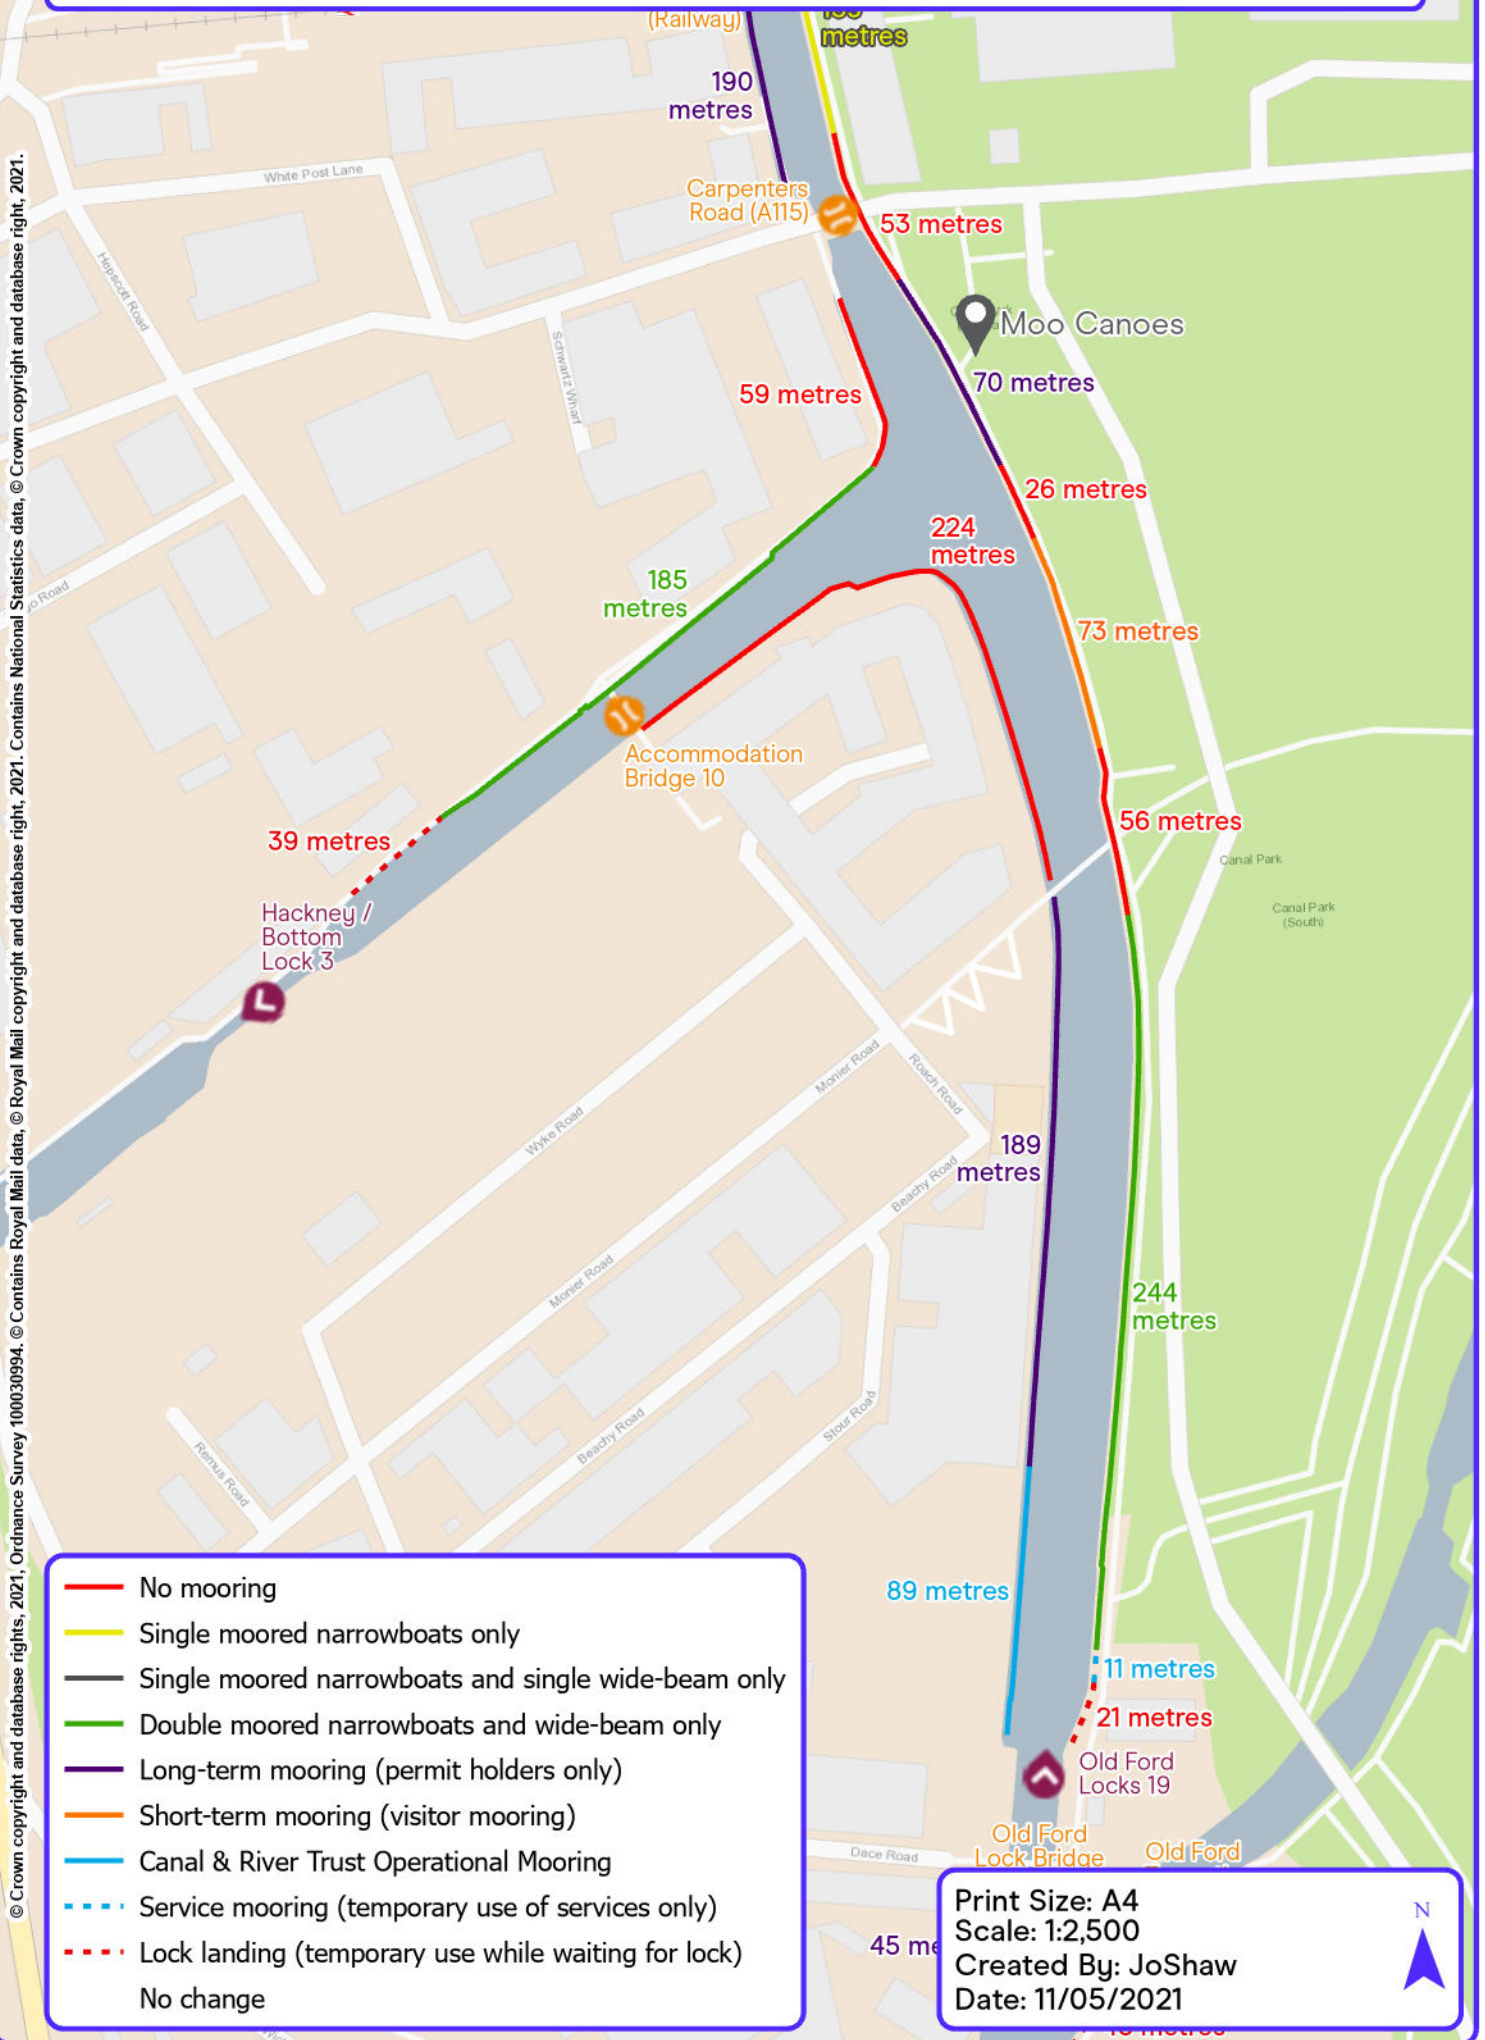 (Railway)
metres
190
metres
White Post Lane
Carpenters
Road (A115)
53 metres
Hepscott Road
Moo Canoes
Schwartz Wharf
59 metres
70 metres
26 metres
224
metres
185
metres
Road
73 metres
Accommodation
Bridge 10
39 metres
56 metres
Canal Park
Hackney /
Bottom
Lock 3
Canal Park
(South)
Monier Road
Roach Road
Wyke Road
189
metres
Beachy Road
Monier Road
244
metres
Stour Road
Beachy Road
Remus Road
89 metres
11 metres
21 metres
Old Ford
Locks 19
Old Ford
Lock Bridge
Old Ford
Dace Road
45
No mooring
Single moored narrowboats only
Single moored narrowboats and single wide-beam only
Double moored narrowboats and wide-beam only
Long-term mooring (permit holders only)
Short-term mooring (visitor mooring)
Canal & River Trust Operational Mooring
Service mooring (temporary use of services only)
Lock landing (temporary use while waiting for lock)
No change
Print Size: A4
Scale: 1:2,500
Created By: JoShaw
Date: 11/05/2021
N
© Crown copyright and database rights, 2021, Ordnance Survey 100030994. © Contains Royal Mail data, © Royal Mail copyright and database right, 2021. Contains National Statistics data, © Crown copyright and database right, 2021.